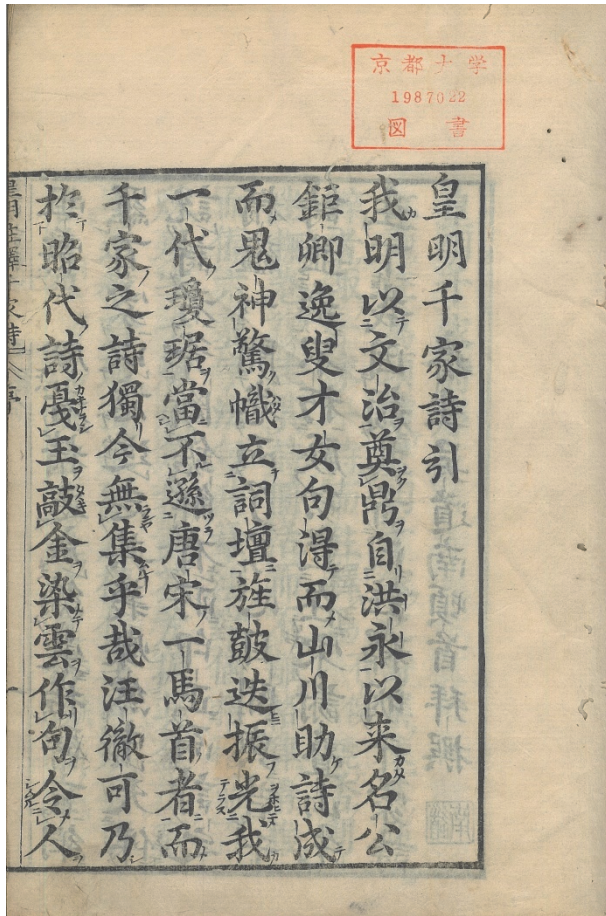 京都大学
1987022
図書
皇明千家詩引
我明以文治奠鼎自洪永以来名公
鉅卿逸叟才女句得而山川助詩成
而鬼神驚幟立詞壇旌皷迭振光我
一代瓊琚當不遜唐宋一馬首者而
千家之詩獨今無集乎哉汪徹可乃
扵昭代詩戛玉敲金染雲作句令人